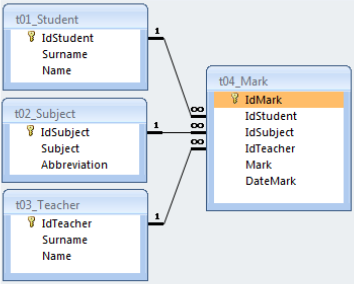 t01_Student
IdStudent
Surname
Name
t02_Subject
IdSubject
Subject
Abbreviation
t03_Teacher
IdTeacher
Surname
Name
1
1
1
∞
∞
∞
t04_Mark
IdMark
IdStudent
IdSubject
IdTeacher
Mark
DateMark